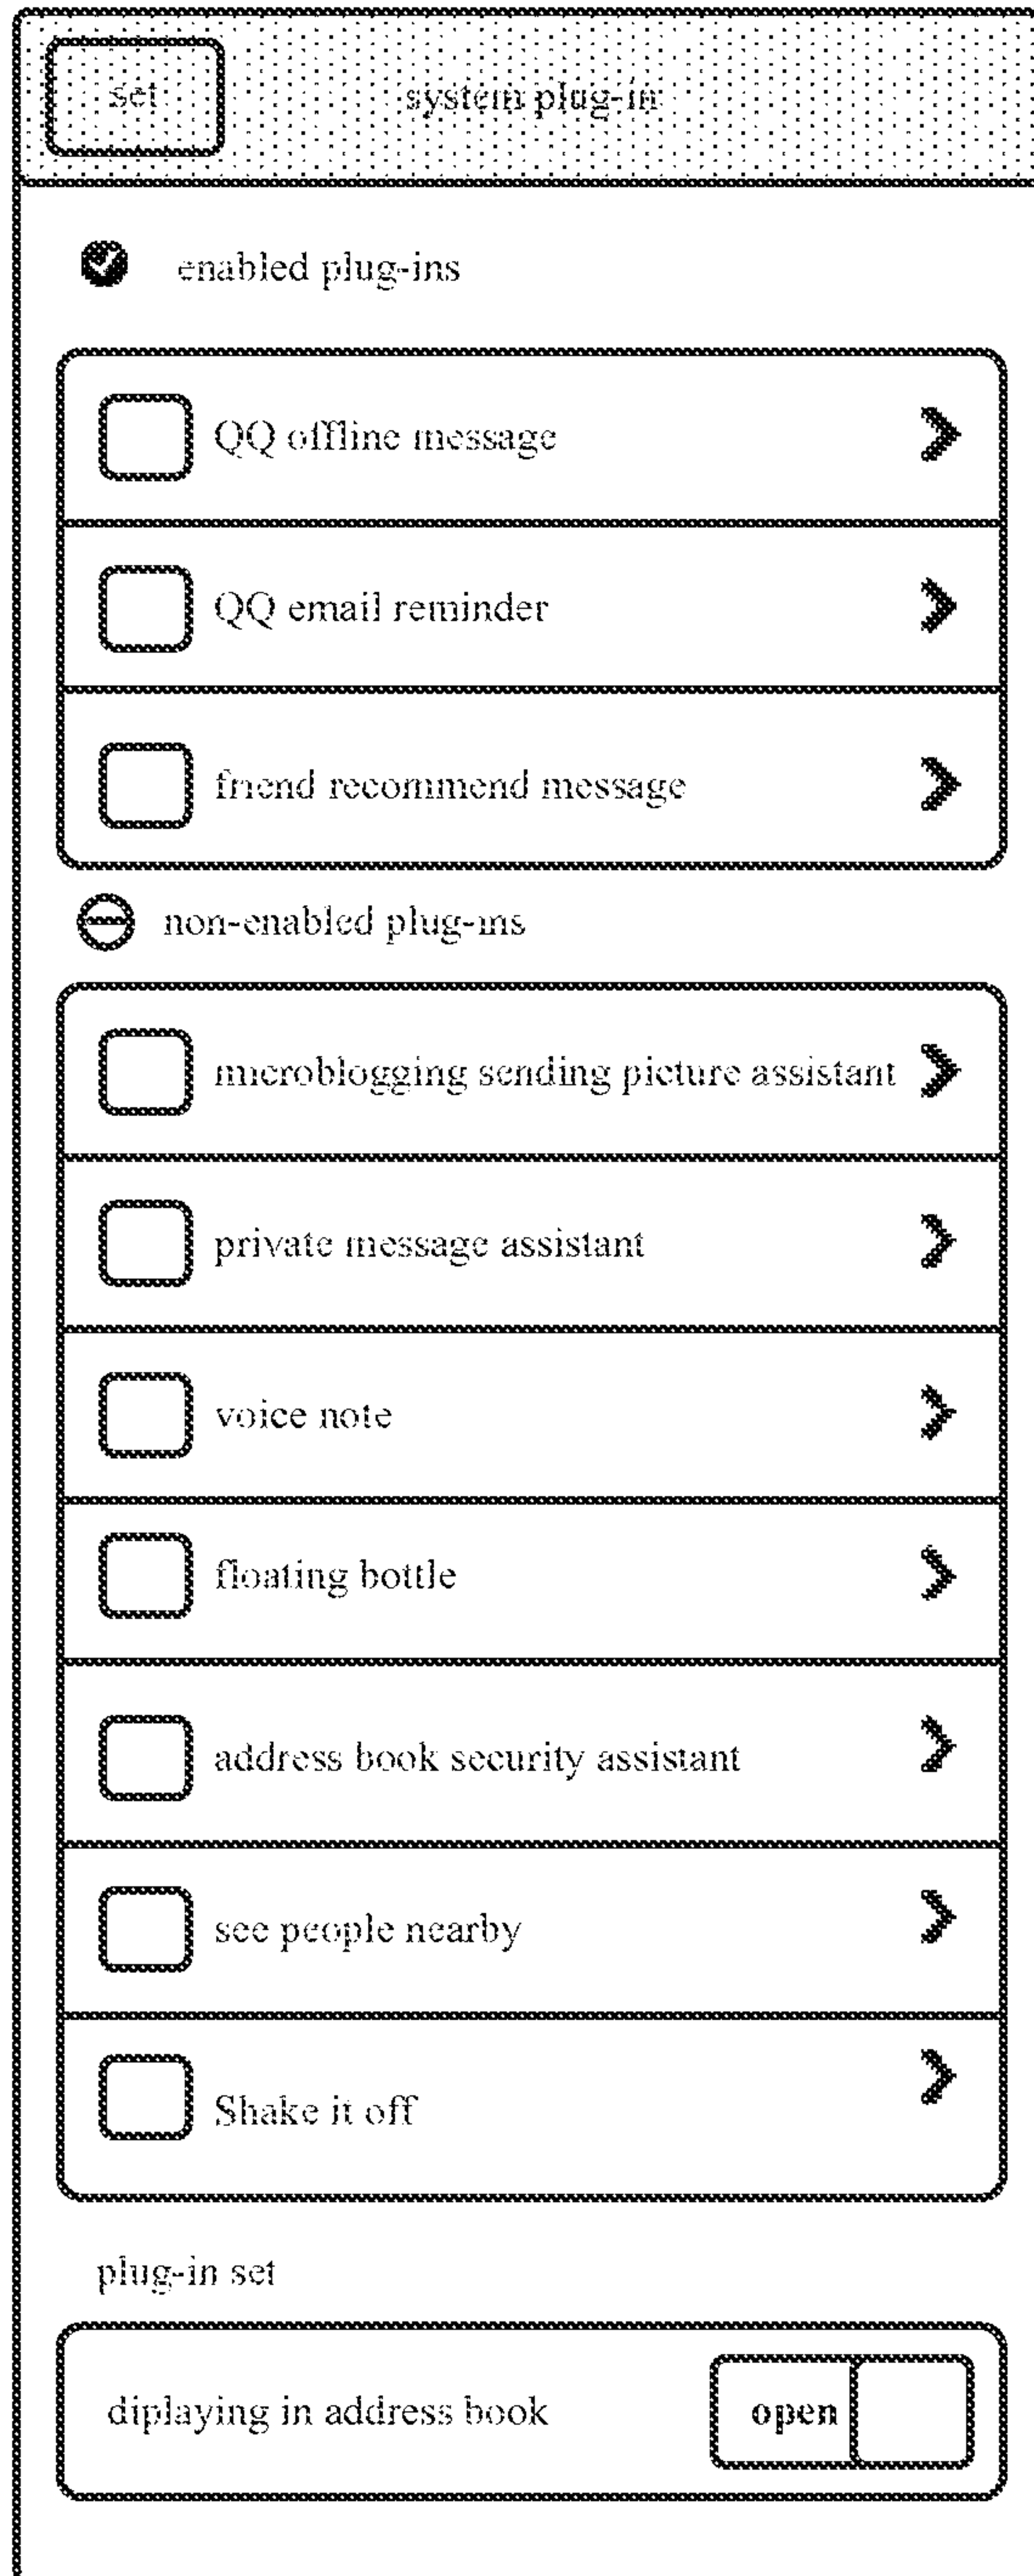 set
system plug-in
enabled plug-ins
QQ offline message
QQ email reminder
friend recommend message
non-enabled plug-ins
microblogging sending picture assistant
private message assistant
voice note
floating bottle
address book security assistant
see people nearby
Shake it off
plug-in set
diplaying in address book
open